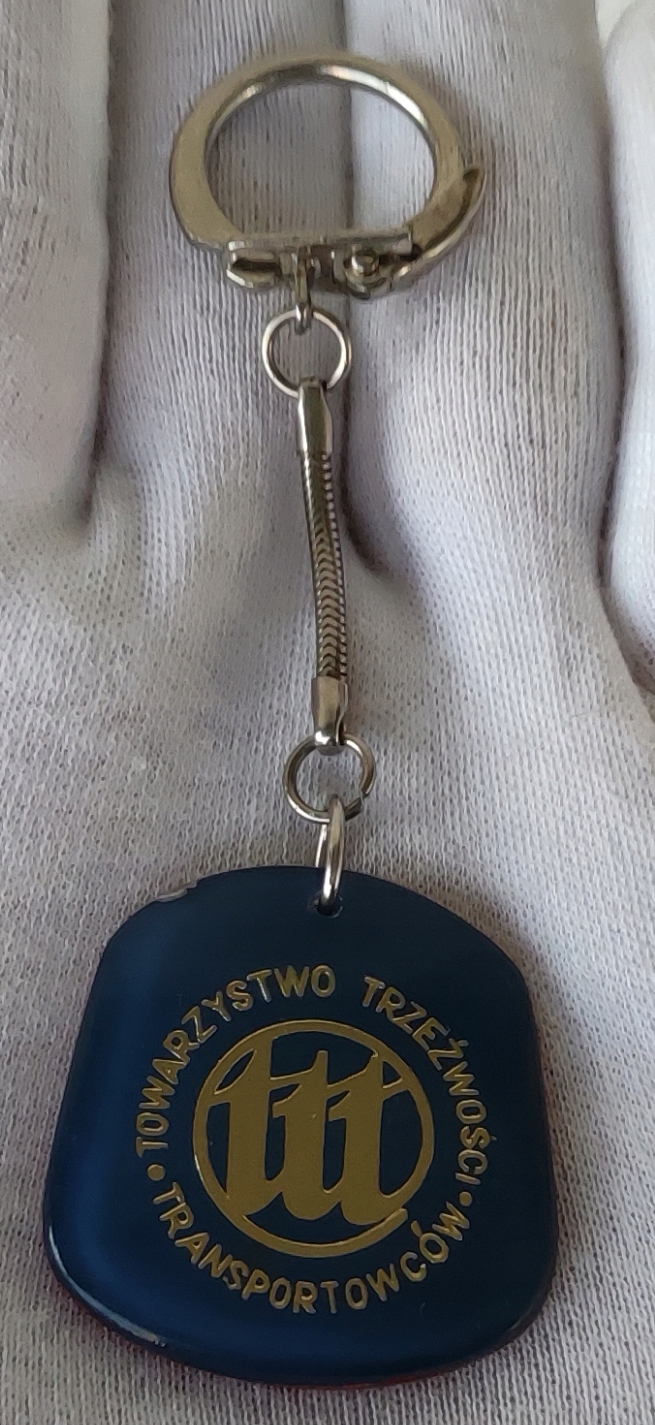 TOWARZYSTWO TRZEŹWOŚCI
• TRANSPORTOWCÓW •
ttt